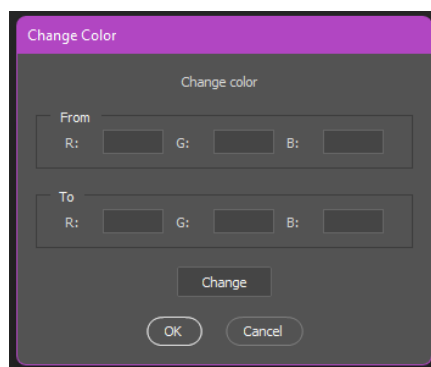 Change Color
Change color
From
R: G: B:
To
R: G: B:
Change
OK Cancel